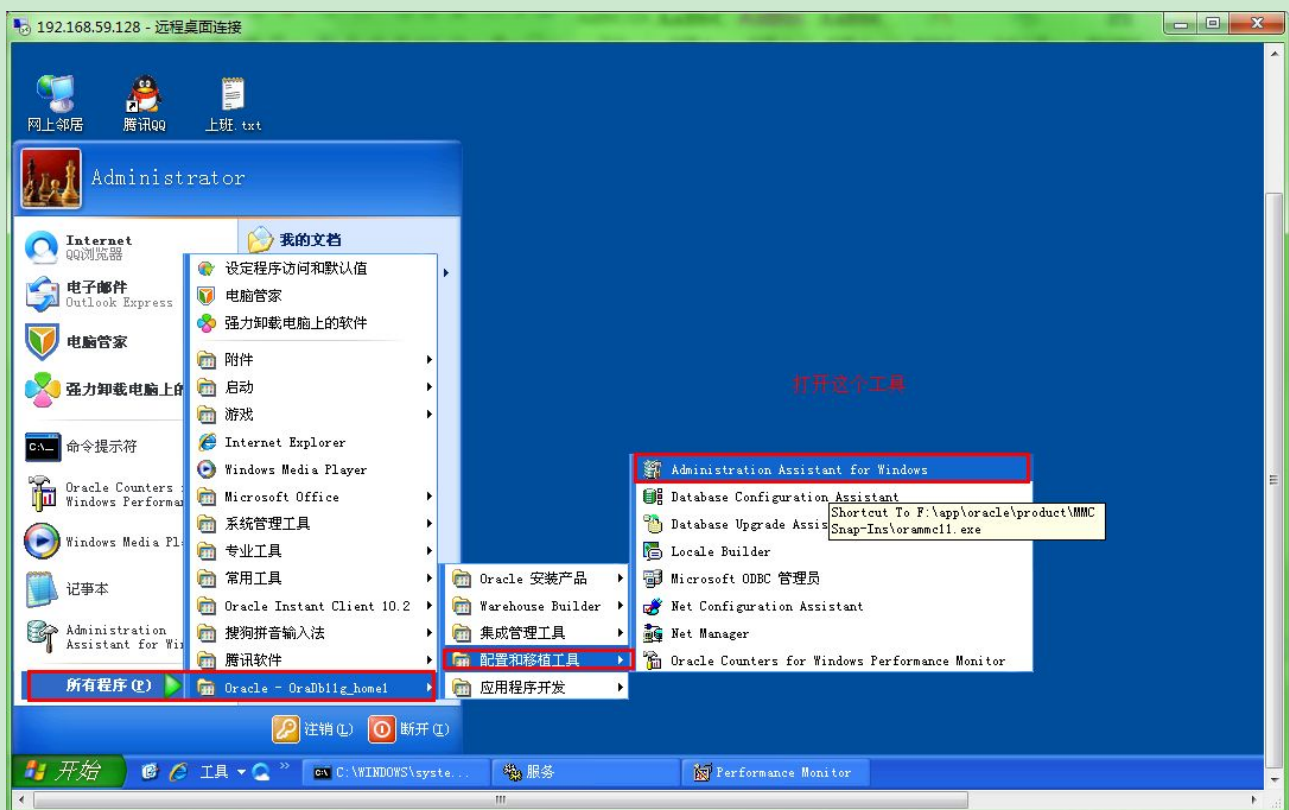 192.168.59.128 - 远程桌面连接
网上邻居
腾讯QQ
上班.txt
Administrator
Internet
QQ浏览器
电子邮件
Outlook Express
电脑管家
强力卸载电脑上的
命令提示符
Oracle Counters
Windows Performa
Windows Media Pl
记事本
Administration
Assistant for Wi
所有程序(P)
我的文档
设定程序访问和默认值
电脑管家
强力卸载电脑上的软件
附件
启动
游戏
Internet Explorer
Windows Media Player
Microsoft Office
系统管理工具
专业工具
常用工具
Oracle Instant Client 10.2
搜狗拼音输入法
腾讯软件
Oracle - OraDb11g_home1
Oracle 安装产品
Warehouse Builder
集成管理工具
配置和移植工具
应用程序开发
打开这个工具
Administration Assistant for Windows
Database Configuration Assistant
Database Upgrade Assis
Shortcut To F:\app\oracle\product\MMC
Snap-Ins\orammc11.exe
Locale Builder
Microsoft ODBC 管理员
Net Configuration Assistant
Net Manager
Oracle Counters for Windows Performance Monitor
注销(L)
断开(I)
开始
工具
C:\WINDOWS\syste...
服务
Performance Monitor